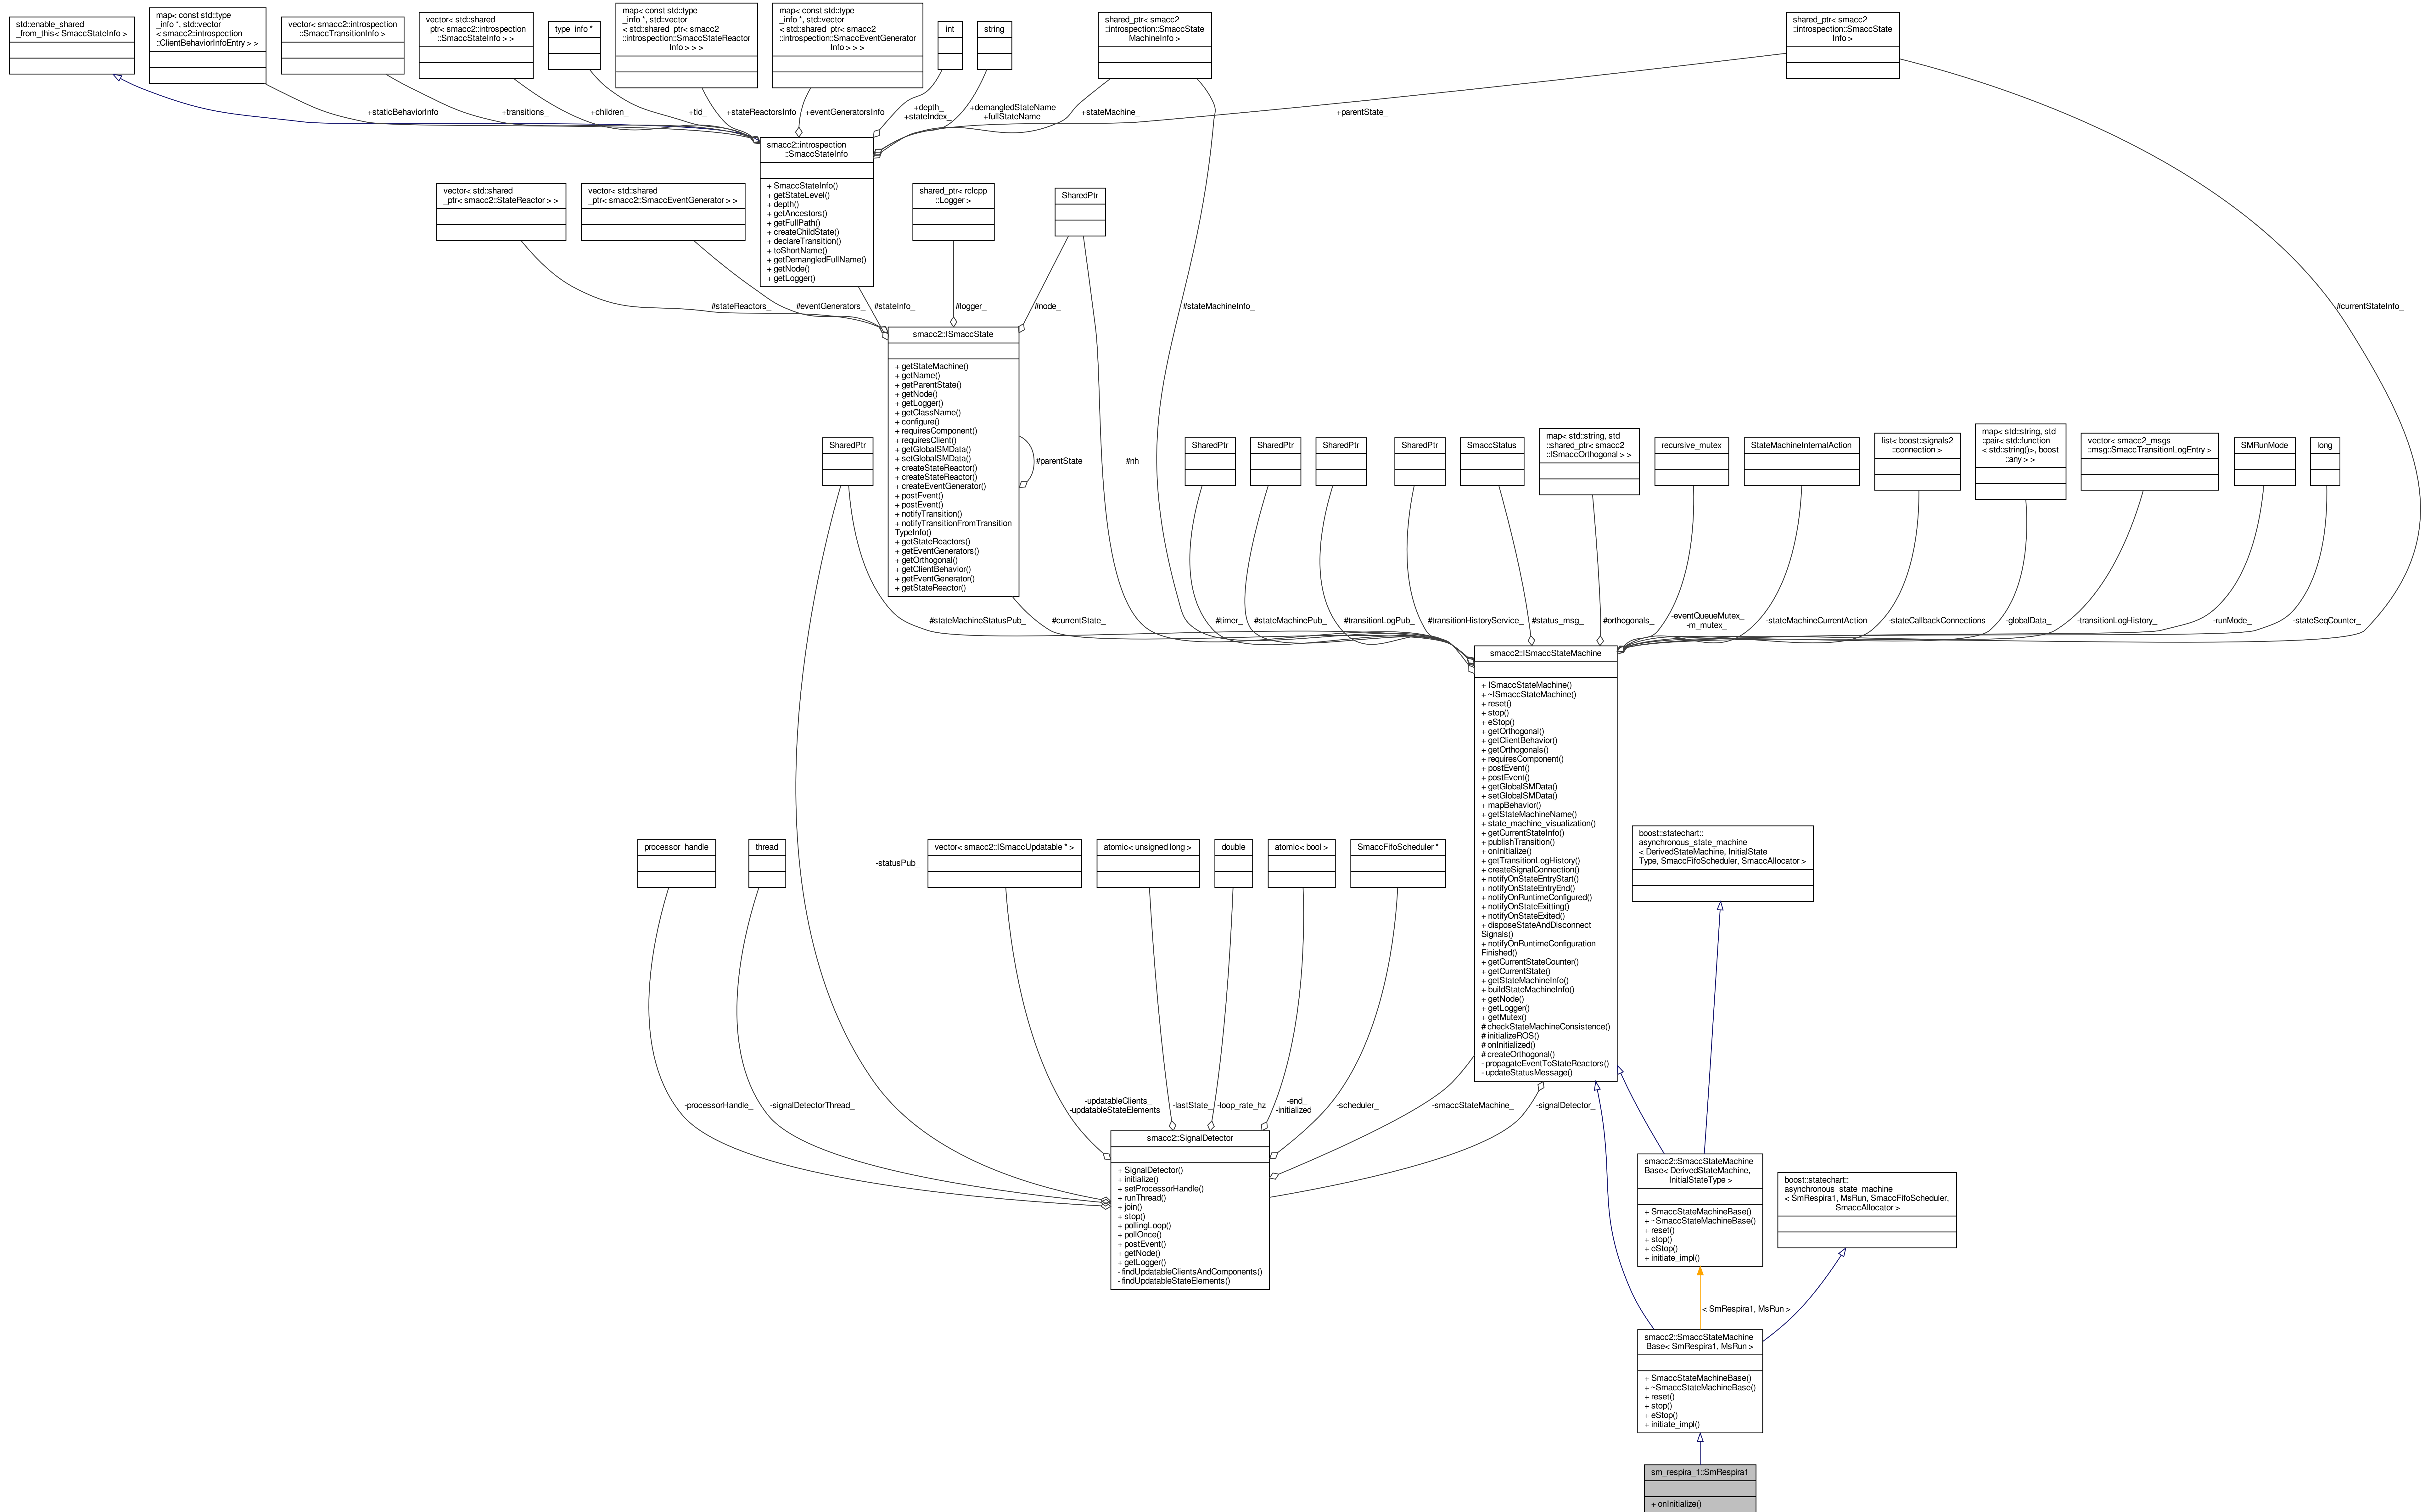 std::enable_shared
_from_this< SmaccStateInfo >
map< const std::type
_info *, std::vector
< smacc2::introspection
::ClientBehaviorInfoEntry > >
vector< smacc2::introspection
::SmaccTransitionInfo >
vector< std::shared
_ptr< smacc2::introspection
::SmaccStateInfo > >
type_info *
map< const std::type
_info *, std::vector
< std::shared_ptr< smacc2
::introspection::SmaccStateReactor
Info > > >
map< const std::type
_info *, std::vector
< std::shared_ptr< smacc2
::introspection::SmaccEventGenerator
Info > > >
int
string
shared_ptr< smacc2
::introspection::SmaccState
MachineInfo >
shared_ptr< smacc2
::introspection::SmaccState
Info >
+staticBehaviorInfo
+transitions_
+children_
+tid_
+stateReactorsInfo
+eventGeneratorsInfo
+depth_
+stateIndex_
+demangledStateName
+fullStateName
+stateMachine_
+parentState_
smacc2::introspection
::SmaccStateInfo
+ SmaccStateInfo()
+ getStateLevel()
+ depth()
+ getAncestors()
+ getFullPath()
+ createChildState()
+ declareTransition()
+ toShortName()
+ getDemangledFullName()
+ getNode()
+ getLogger()
vector< std::shared
_ptr< smacc2::StateReactor > >
vector< std::shared
_ptr< smacc2::SmaccEventGenerator > >
shared_ptr< rclcpp
::Logger >
SharedPtr
#stateReactors_
#eventGenerators_
#stateInfo_
#logger_
#node_
#stateMachineInfo_
#currentStateInfo_
smacc2::ISmaccState
+ getStateMachine()
+ getName()
+ getParentState()
+ getNode()
+ getLogger()
+ getClassName()
+ configure()
+ requiresComponent()
+ requiresClient()
+ getGlobalSMData()
+ setGlobalSMData()
+ createStateReactor()
+ createStateReactor()
+ createEventGenerator()
+ postEvent()
+ postEvent()
+ notifyTransition()
+ notifyTransitionFromTransition
TypeInfo()
+ getStateReactors()
+ getEventGenerators()
+ getOrthogonal()
+ getClientBehavior()
+ getEventGenerator()
+ getStateReactor()
#parentState_
#nh_
SharedPtr
SharedPtr
SharedPtr
SharedPtr
SharedPtr
SmaccStatus
map< std::string, std
::shared_ptr< smacc2
::ISmaccOrthogonal > >
recursive_mutex
StateMachineInternalAction
list< boost::signals2
::connection >
map< std::string, std
::pair< std::function
< std::string()>, boost
::any > >
vector< smacc2_msgs
::msg::SmaccTransitionLogEntry >
SMRunMode
long
#stateMachineStatusPub_
#currentState_
#timer_
#stateMachinePub_
#transitionLogPub_
#transitionHistoryService_
#status_msg_
#orthogonals_
-eventQueueMutex_
-m_mutex_
-stateMachineCurrentAction
-stateCallbackConnections
-globalData_
-transitionLogHistory_
-runMode_
-stateSeqCounter_
smacc2::ISmaccStateMachine
+ ISmaccStateMachine()
+ ~ISmaccStateMachine()
+ reset()
+ stop()
+ eStop()
+ getOrthogonal()
+ getClientBehavior()
+ getOrthogonals()
+ requiresComponent()
+ postEvent()
+ postEvent()
+ getGlobalSMData()
+ setGlobalSMData()
+ mapBehavior()
+ getStateMachineName()
+ state_machine_visualization()
+ getCurrentStateInfo()
+ publishTransition()
+ onInitialize()
+ getTransitionLogHistory()
+ createSignalConnection()
+ notifyOnStateEntryStart()
+ notifyOnStateEntryEnd()
+ notifyOnRuntimeConfigured()
+ notifyOnStateExitting()
+ notifyOnStateExited()
+ disposeStateAndDisconnect
Signals()
+ notifyOnRuntimeConfiguration
Finished()
+ getCurrentStateCounter()
+ getCurrentState()
+ getStateMachineInfo()
+ buildStateMachineInfo()
+ getNode()
+ getLogger()
+ getMutex()
# checkStateMachineConsistence()
# initializeROS()
# onInitialized()
# createOrthogonal()
- propagateEventToStateReactors()
- updateStatusMessage()
processor_handle
thread
-statusPub_
vector< smacc2::ISmaccUpdatable * >
atomic< unsigned long >
double
atomic< bool >
SmaccFifoScheduler *
boost::statechart::
asynchronous_state_machine
< DerivedStateMachine, InitialState
Type, SmaccFifoScheduler, SmaccAllocator >
-processorHandle_
-signalDetectorThread_
-updatableClients_
-updatableStateElements_
-lastState_
-loop_rate_hz
-end_
-initialized_
-scheduler_
-smaccStateMachine_
-signalDetector_
smacc2::SignalDetector
+ SignalDetector()
+ initialize()
+ setProcessorHandle()
+ runThread()
+ join()
+ stop()
+ pollingLoop()
+ pollOnce()
+ postEvent()
+ getNode()
+ getLogger()
- findUpdatableClientsAndComponents()
- findUpdatableStateElements()
smacc2::SmaccStateMachine
Base< DerivedStateMachine,
InitialStateType >
+ SmaccStateMachineBase()
+ ~SmaccStateMachineBase()
+ reset()
+ stop()
+ eStop()
+ initiate_impl()
boost::statechart::
asynchronous_state_machine
< SmRespira1, MsRun, SmaccFifoScheduler,
SmaccAllocator >
< SmRespira1, MsRun >
smacc2::SmaccStateMachine
Base< SmRespira1, MsRun >
+ SmaccStateMachineBase()
+ ~SmaccStateMachineBase()
+ reset()
+ stop()
+ eStop()
+ initiate_impl()
sm_respira_1::SmRespira1
+ onInitialize()